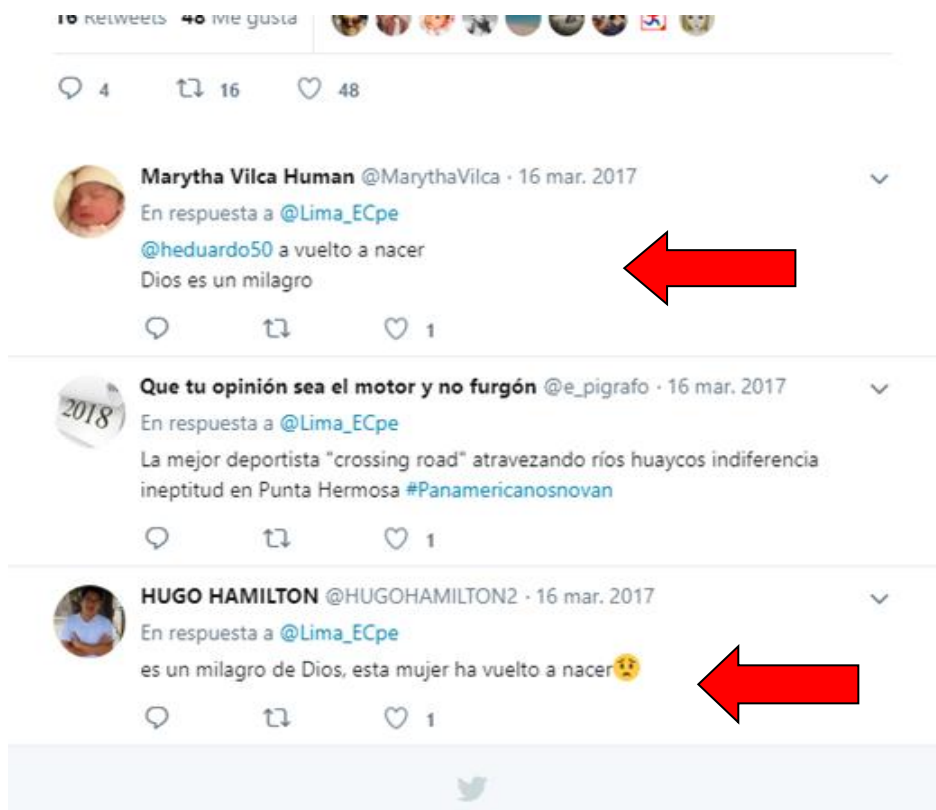 16 Retweets 48 Me gusta
4 16 48
Marytha Vilca Human @MarythaVilca · 16 mar. 2017
En respuesta a @Lima_ECpe
@heduardo50 a vuelto a nacer
Dios es un milagro
1
Que tu opinión sea el motor y no furgón @e_pigrafo · 16 mar. 2017
2018
En respuesta a @Lima_ECpe
La mejor deportista "crossing road" atravezando ríos huaycos indiferencia
ineptitud en Punta Hermosa #Panamericanosnovan
1
HUGO HAMILTON @HUGOHAMILTON2 · 16 mar. 2017
En respuesta a @Lima_ECpe
es un milagro de Dios, esta mujer ha vuelto a nacer😟
1